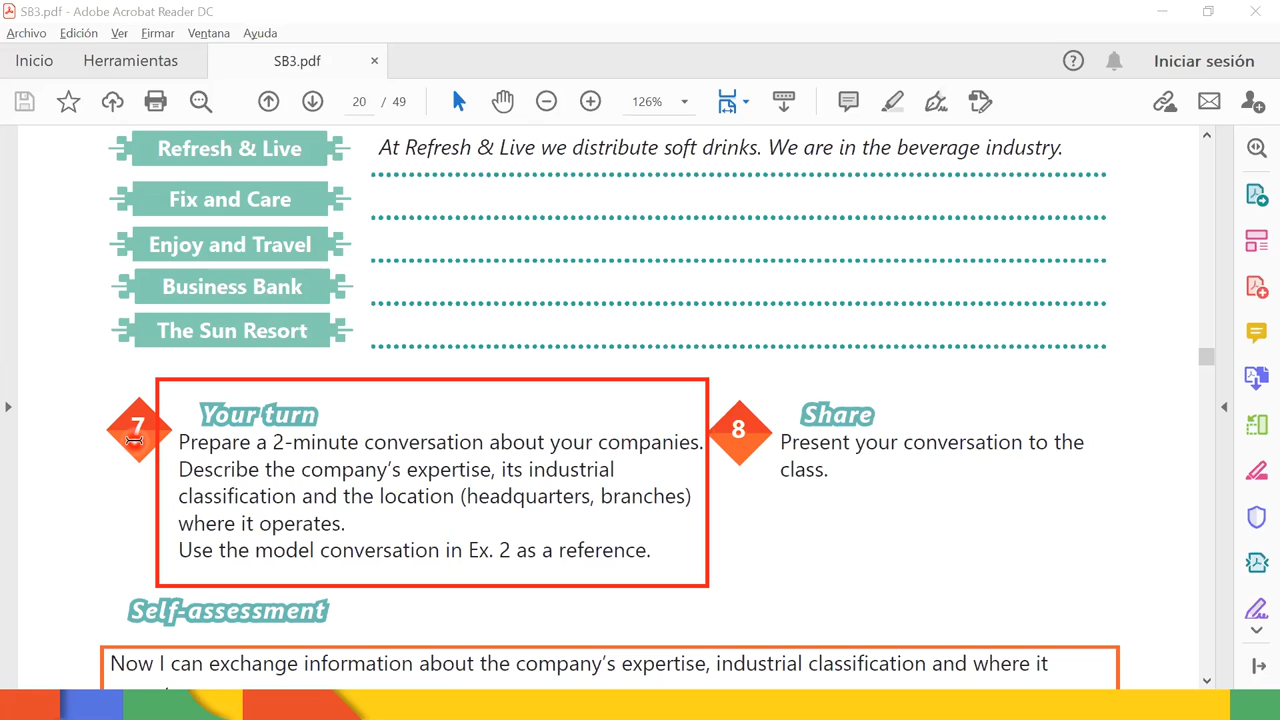 SB3.pdf - Adobe Acrobat Reader DC
Archivo Edición Ver Firmar Ventana Ayuda
Inicio Herramientas SB3.pdf × Iniciar sesión
20 / 49 126%
Refresh & Live At Refresh & Live we distribute soft drinks. We are in the beverage industry.
Fix and Care
Enjoy and Travel
Business Bank
The Sun Resort
7 Your turn
Prepare a 2-minute conversation about your companies.
Describe the company's expertise, its industrial
classification and the location (headquarters, branches)
where it operates.
Use the model conversation in Ex. 2 as a reference.
8 Share
Present your conversation to the
class.
Self-assessment
Now I can exchange information about the company's expertise, industrial classification and where it